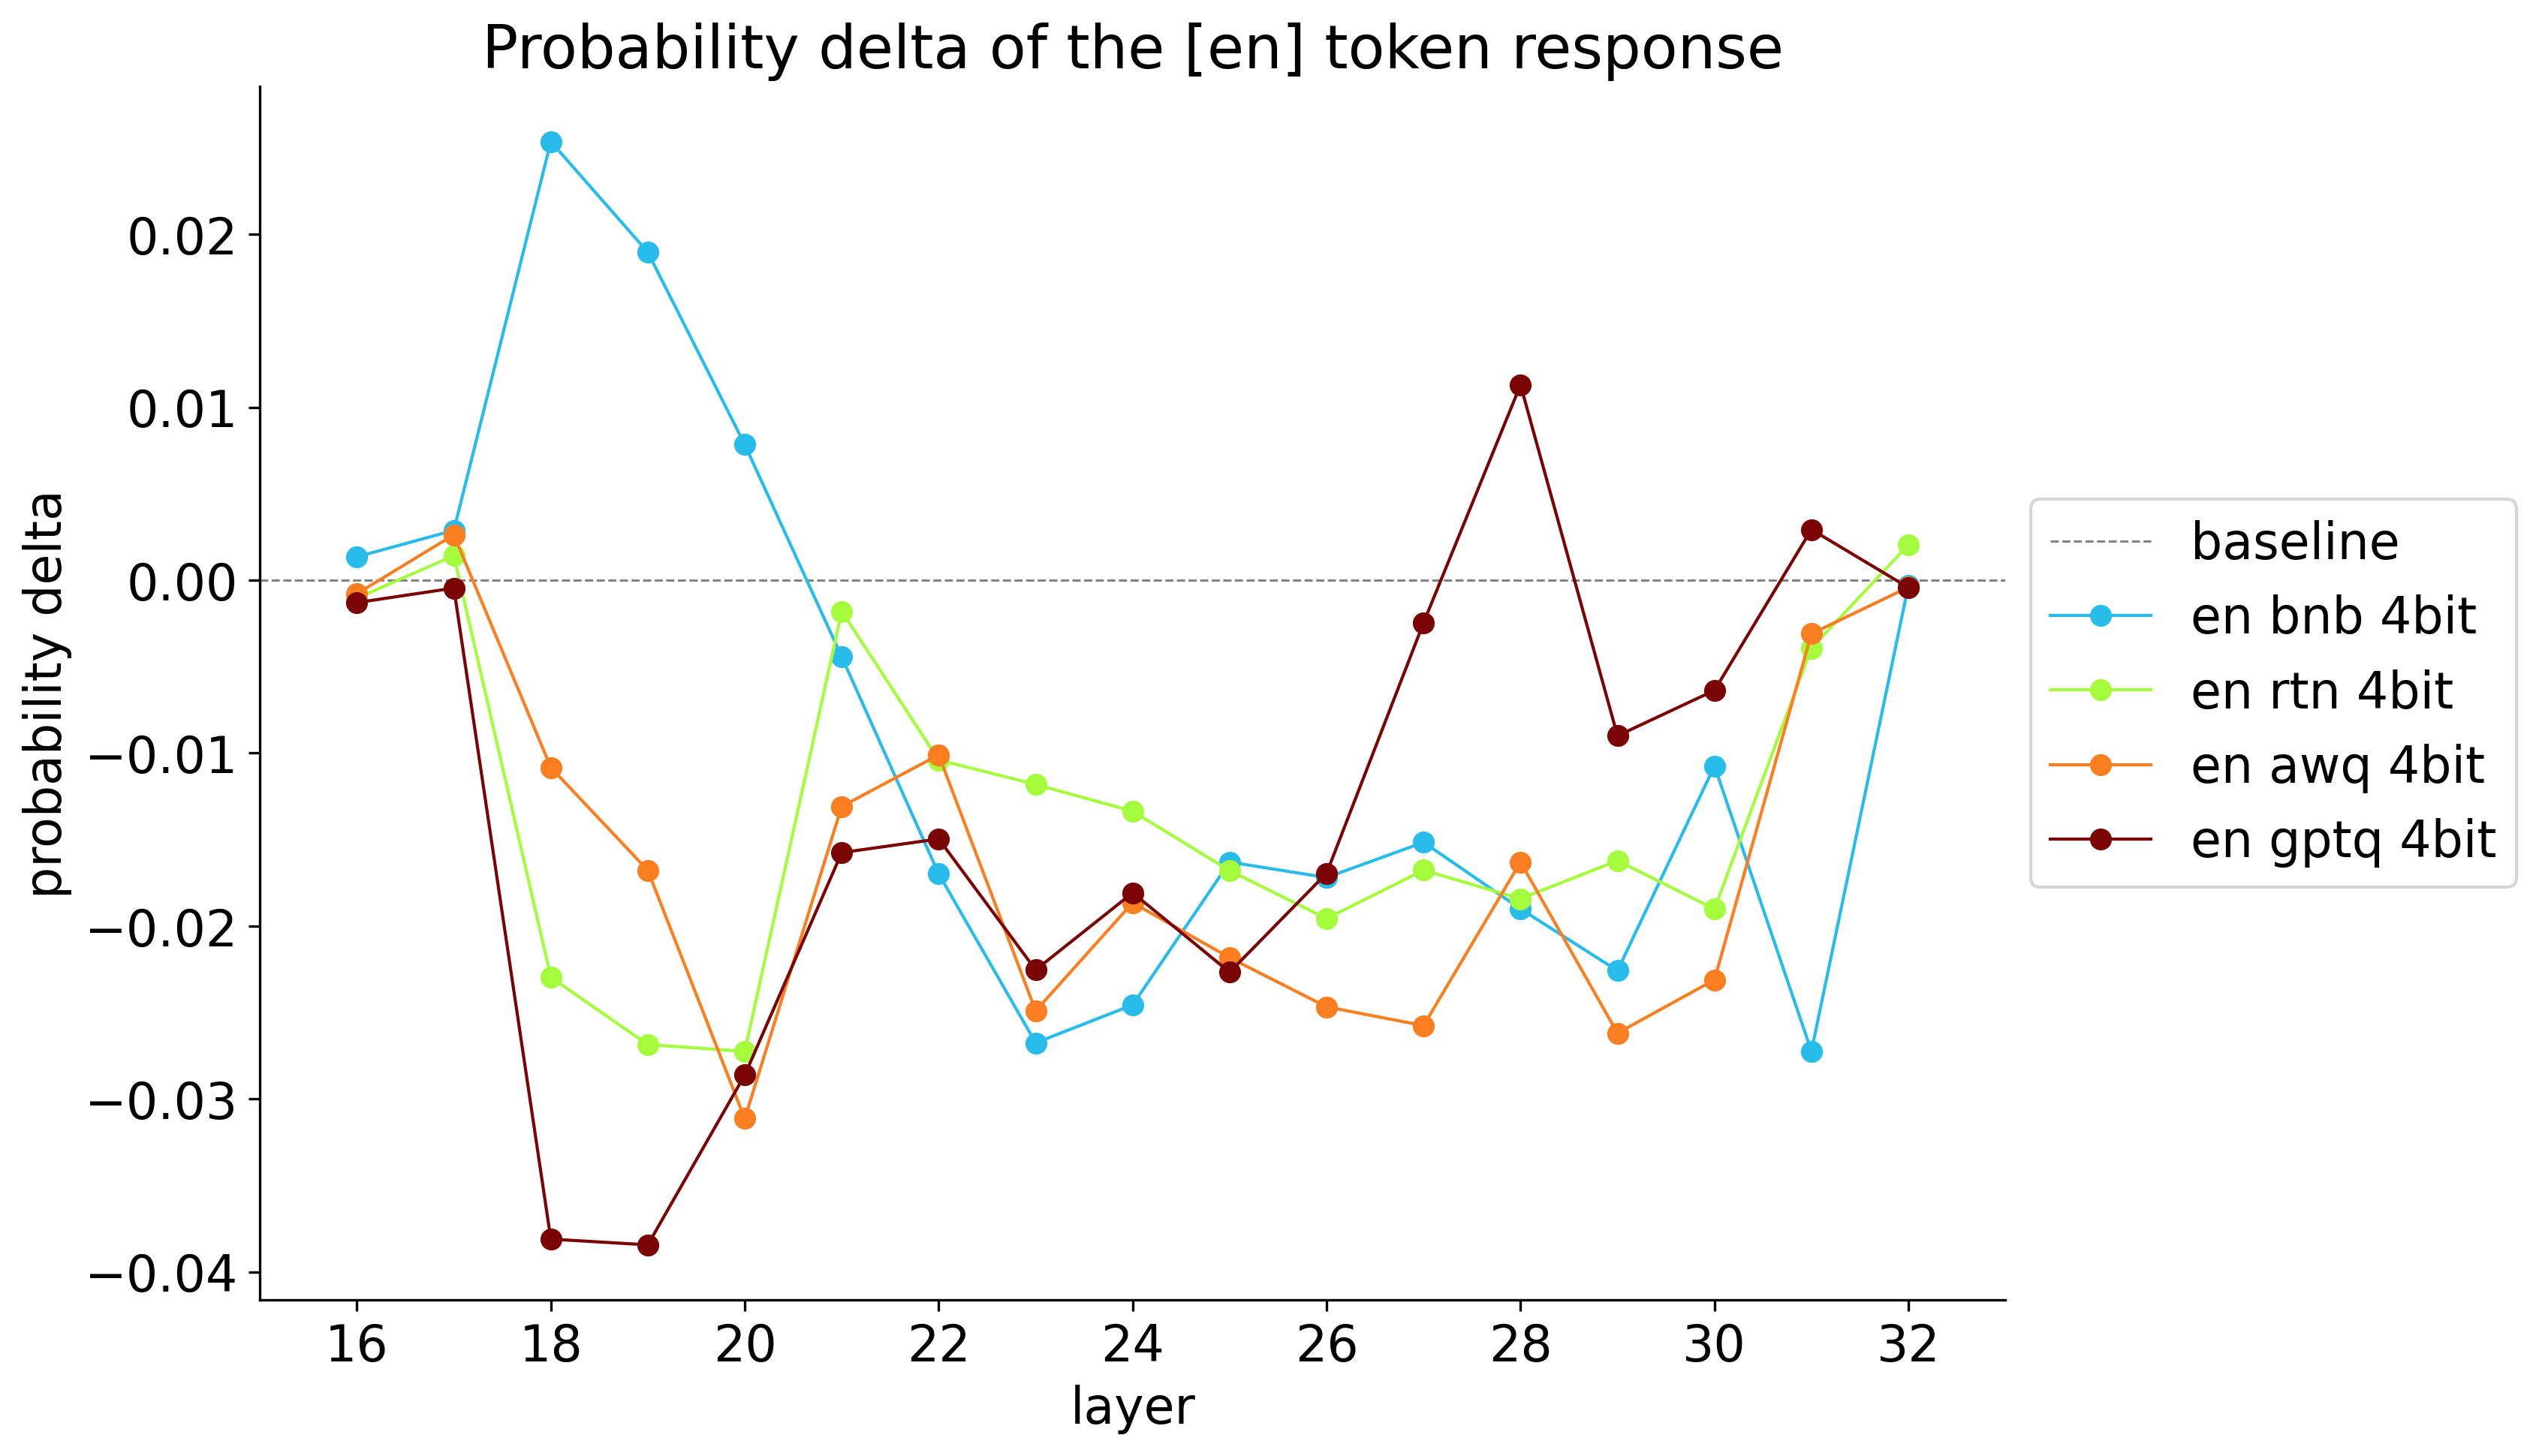 Probability delta of the [en] token response
probability delta
0.02
0.01
0.00
−0.01
−0.02
−0.03
−0.04
16 18 20 22 24 26 28 30 32
layer
baseline
en bnb 4bit
en rtn 4bit
en awq 4bit
en gptq 4bit